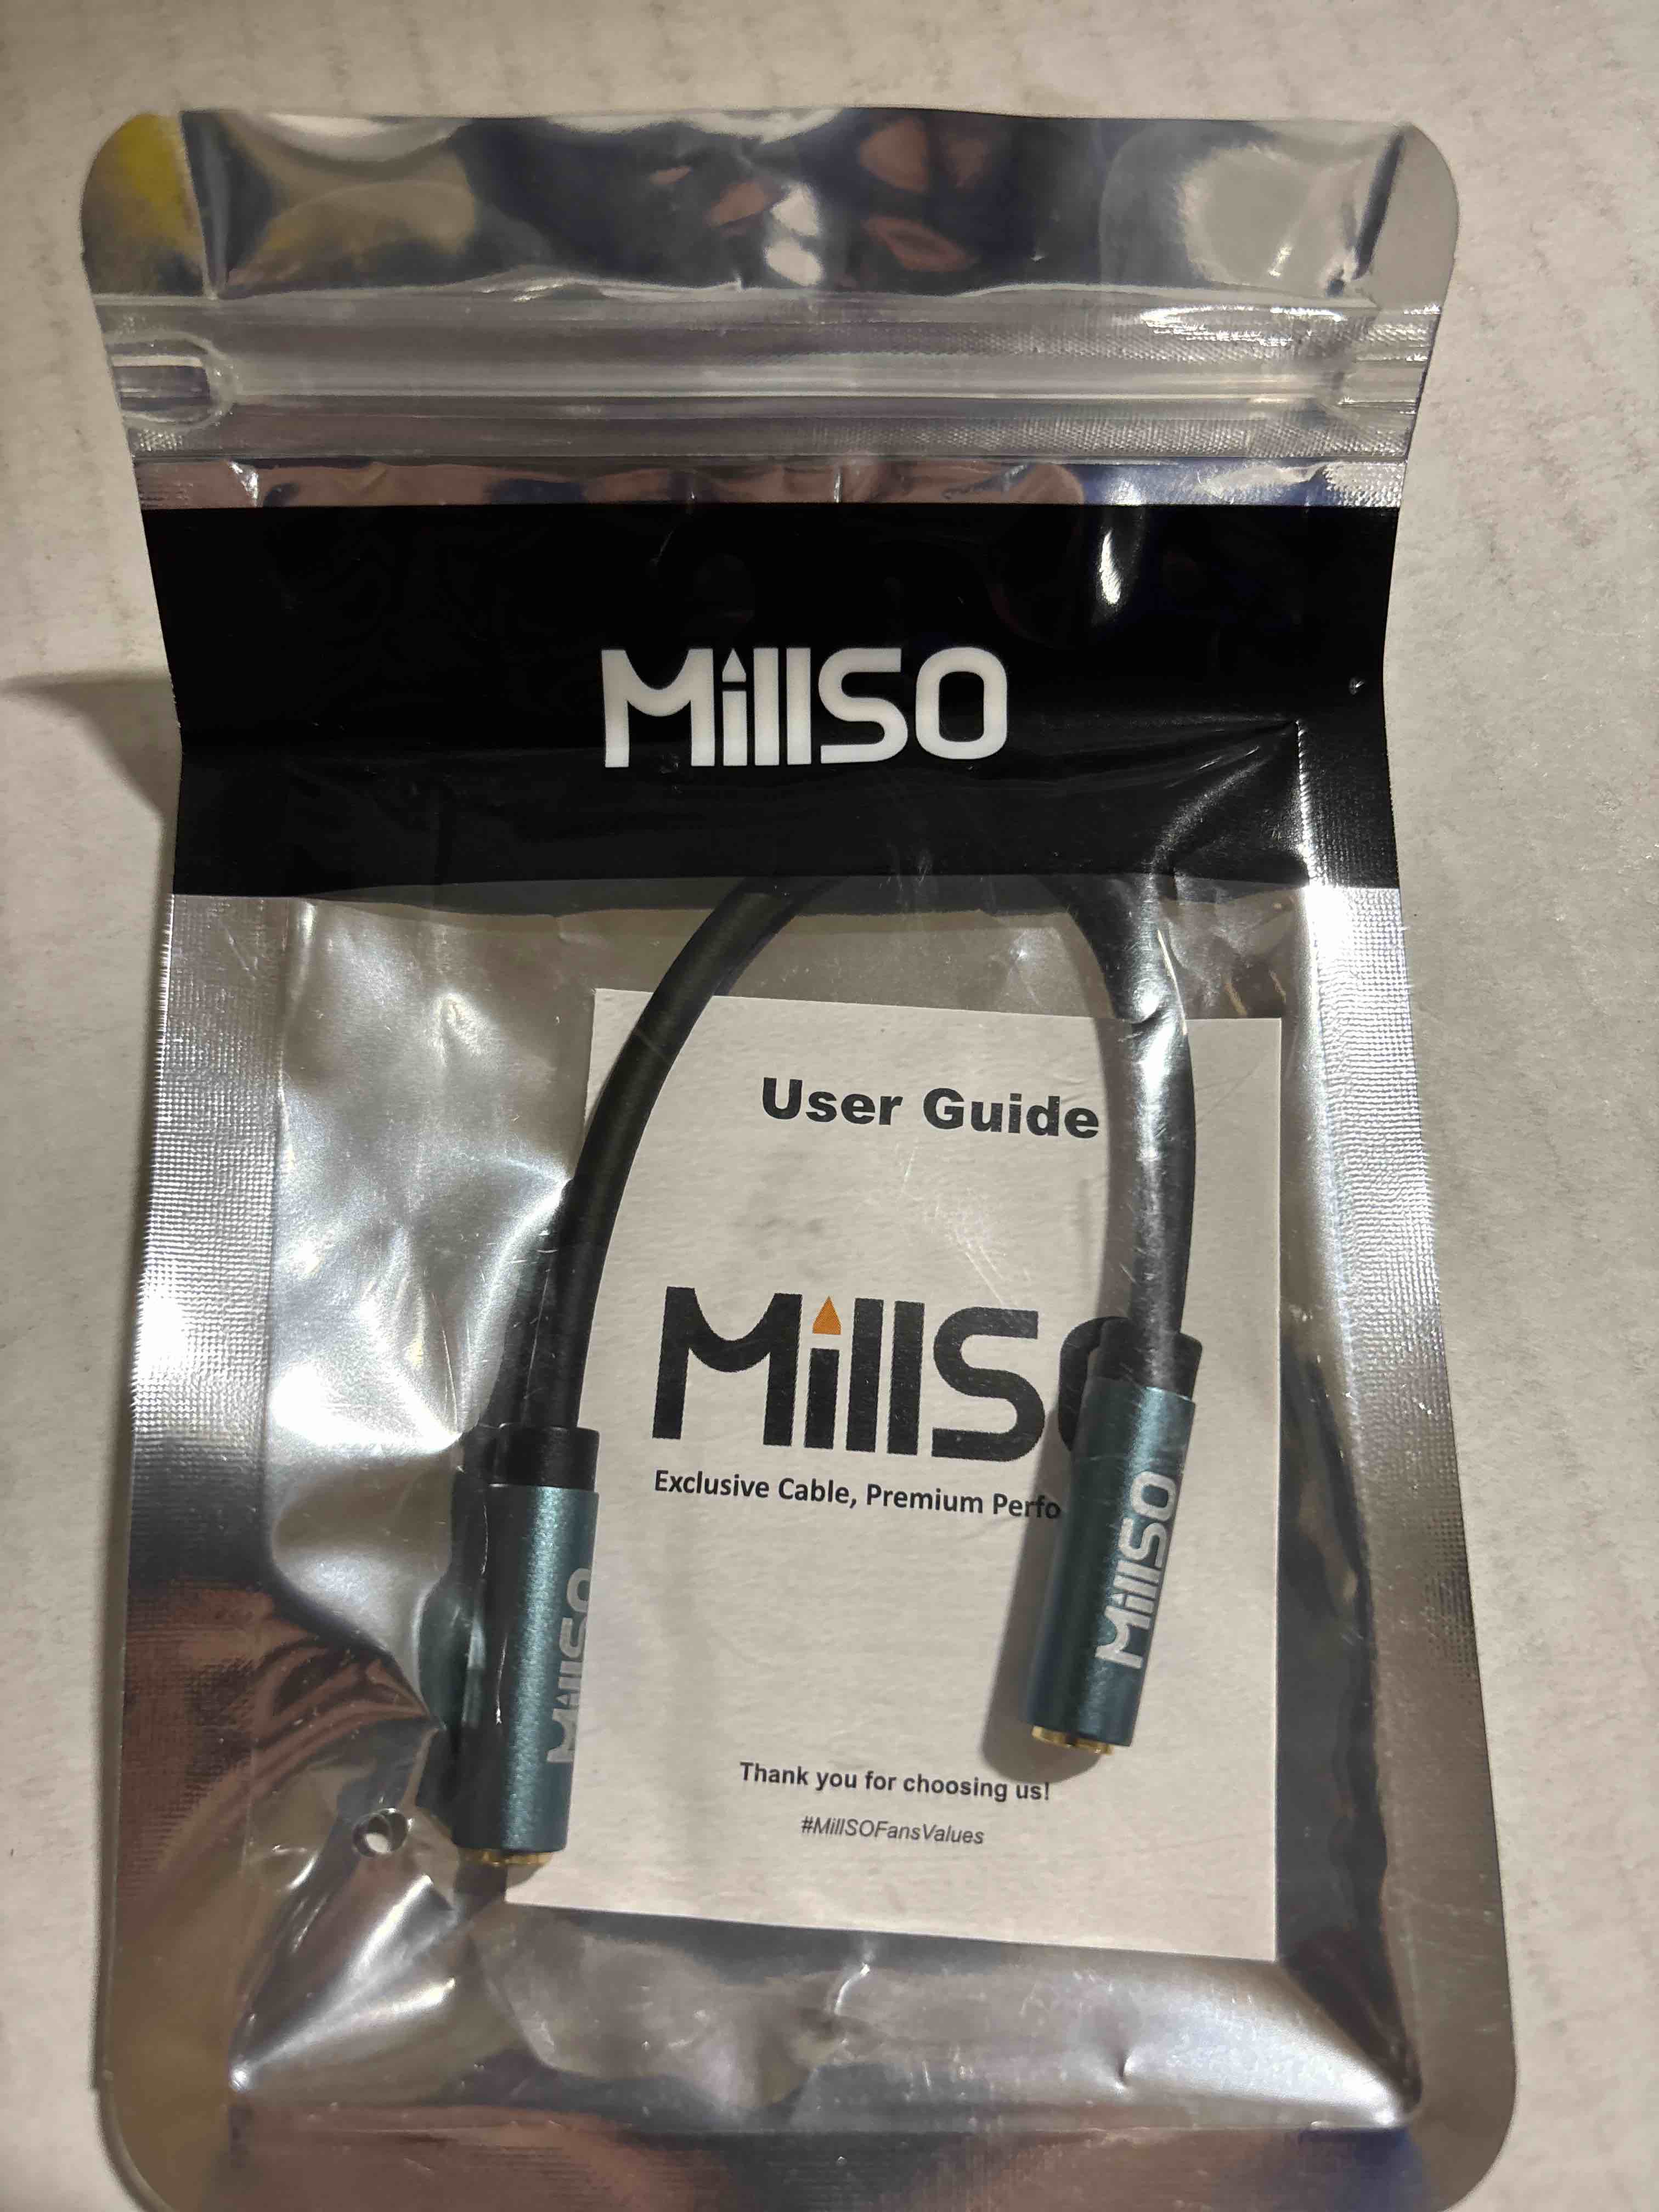 MillSO
User Guide
MillSO
Exclusive Cable, Premium Perfo
MillSO
MillSO
Thank you for choosing us!
#MillSOFansValues